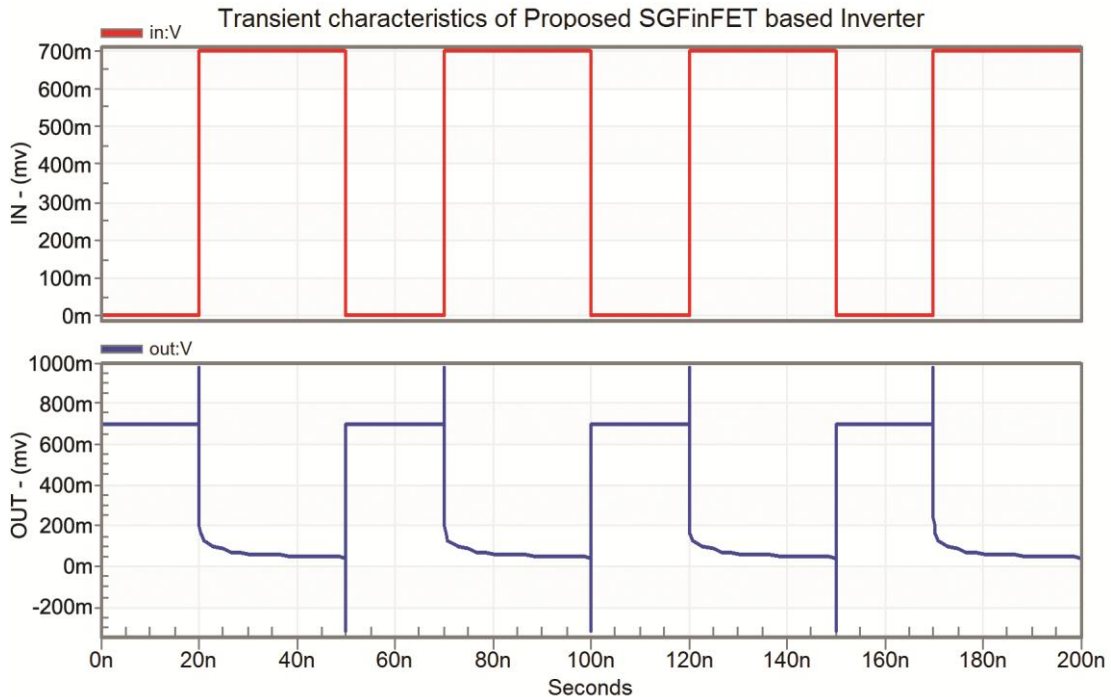 Transient characteristics of Proposed SGFinFET based Inverter
in:V
700m
600m
500m
400m
300m
200m
100m
0m
IN - (mv)
out:V
1000m
800m
600m
400m
200m
0m
-200m
OUT - (mv)
0n 20n 40n 60n 80n 100n 120n 140n 160n 180n 200n
Seconds